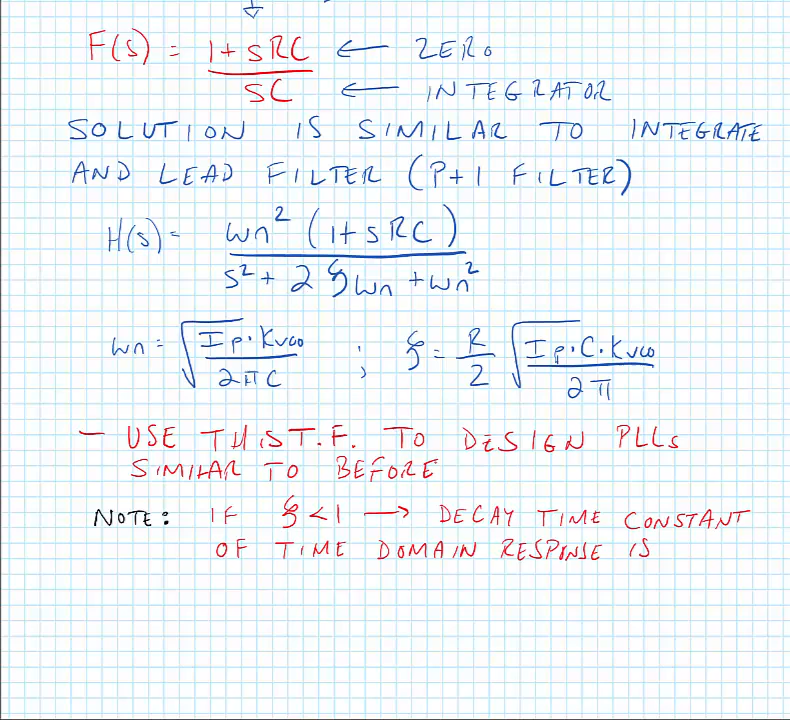 F(s) = 1 + sRC ← ZERO
sC ← INTEGRATOR
SOLUTION IS SIMILAR TO INTEGRATE
AND LEAD FILTER (P+I FILTER)
H(s) = ωn² (1 + sRC)
s² + 2 ζωn + ωn²
ωn = √(Ip·Kvco / 2πC) ; ζ = R/2 √(Ip·C·Kvco / 2π)
– USE THIS T.F. TO DESIGN PLLs
SIMILAR TO BEFORE
NOTE: IF ζ < 1 → DECAY TIME CONSTANT
OF TIME DOMAIN RESPONSE IS